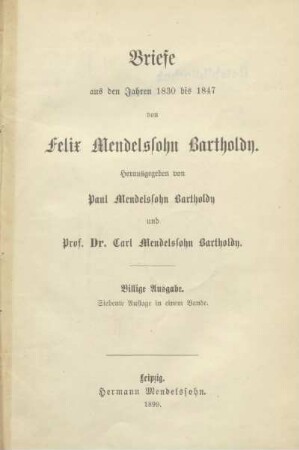 Briefe
aus den Jahren 1830 bis 1847
von
Felix Mendelssohn Bartholdy.
Herausgegeben von
Paul Mendelssohn Bartholdy
und
Prof. Dr. Carl Mendelssohn Bartholdy.
Billige Ausgabe.
Siebente Auflage in einem Bande.
Leipzig.
Hermann Mendelssohn.
1899.